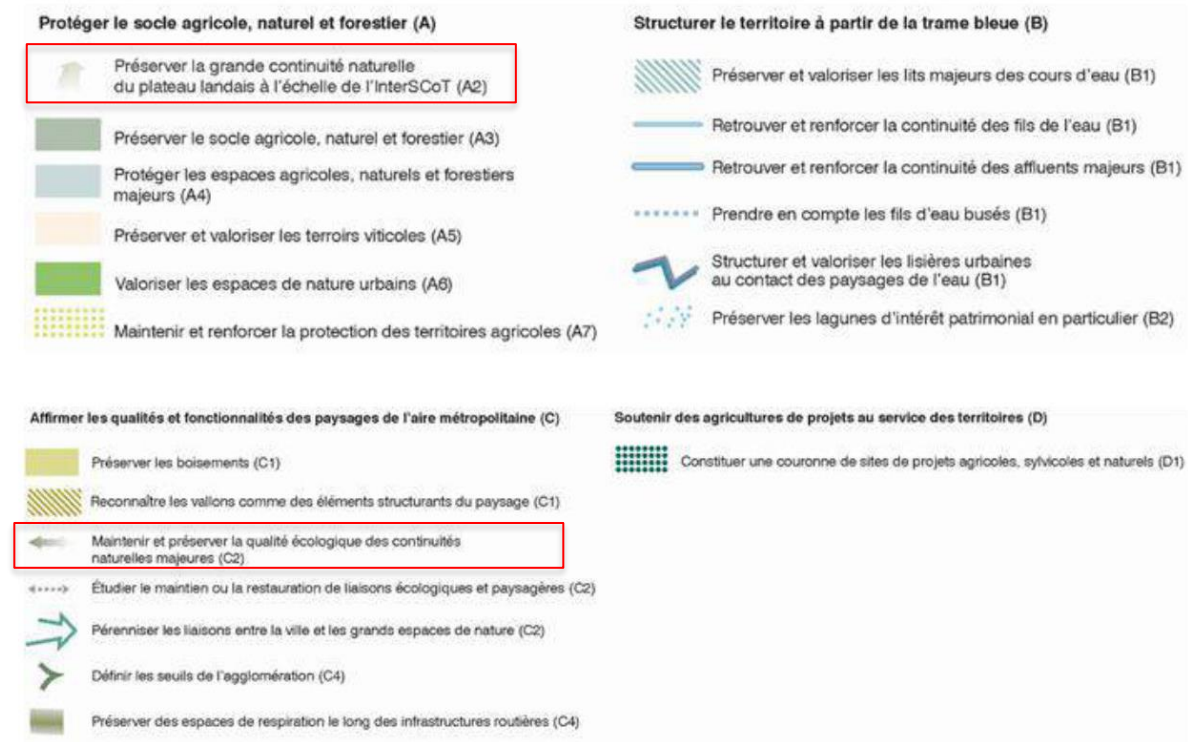 Protéger le socle agricole, naturel et forestier (A)
Préserver la grande continuité naturelle
du plateau landais à l'échelle de l'InterSCoT (A2)
Préserver le socle agricole, naturel et forestier (A3)
Protéger les espaces agricoles, naturels et forestiers
majeurs (A4)
Préserver et valoriser les terroirs viticoles (A5)
Valoriser les espaces de nature urbains (A6)
Maintenir et renforcer la protection des territoires agricoles (A7)
Structurer le territoire à partir de la trame bleue (B)
Préserver et valoriser les lits majeurs des cours d'eau (B1)
Retrouver et renforcer la continuité des fils de l'eau (B1)
Retrouver et renforcer la continuité des affluents majeurs (B1)
Prendre en compte les fils d'eau busés (B1)
Structurer et valoriser les lisières urbaines
au contact des paysages de l'eau (B1)
Préserver les lagunes d'intérêt patrimonial en particulier (B2)
Affirmer les qualités et fonctionnalités des paysages de l'aire métropolitaine (C)
Préserver les boisements (C1)
Reconnaître les vallons comme des éléments structurants du paysage (C1)
Maintenir et préserver la qualité écologique des continuités
naturelles majeures (C2)
Étudier le maintien ou la restauration de liaisons écologiques et paysagères (C2)
Pérenniser les liaisons entre la ville et les grands espaces de nature (C2)
Définir les seuils de l'agglomération (C4)
Préserver des espaces de respiration le long des infrastructures routières (C4)
Soutenir des agricultures de projets au service des territoires (D)
Constituer une couronne de sites de projets agricoles, sylvicoles et naturels (D1)